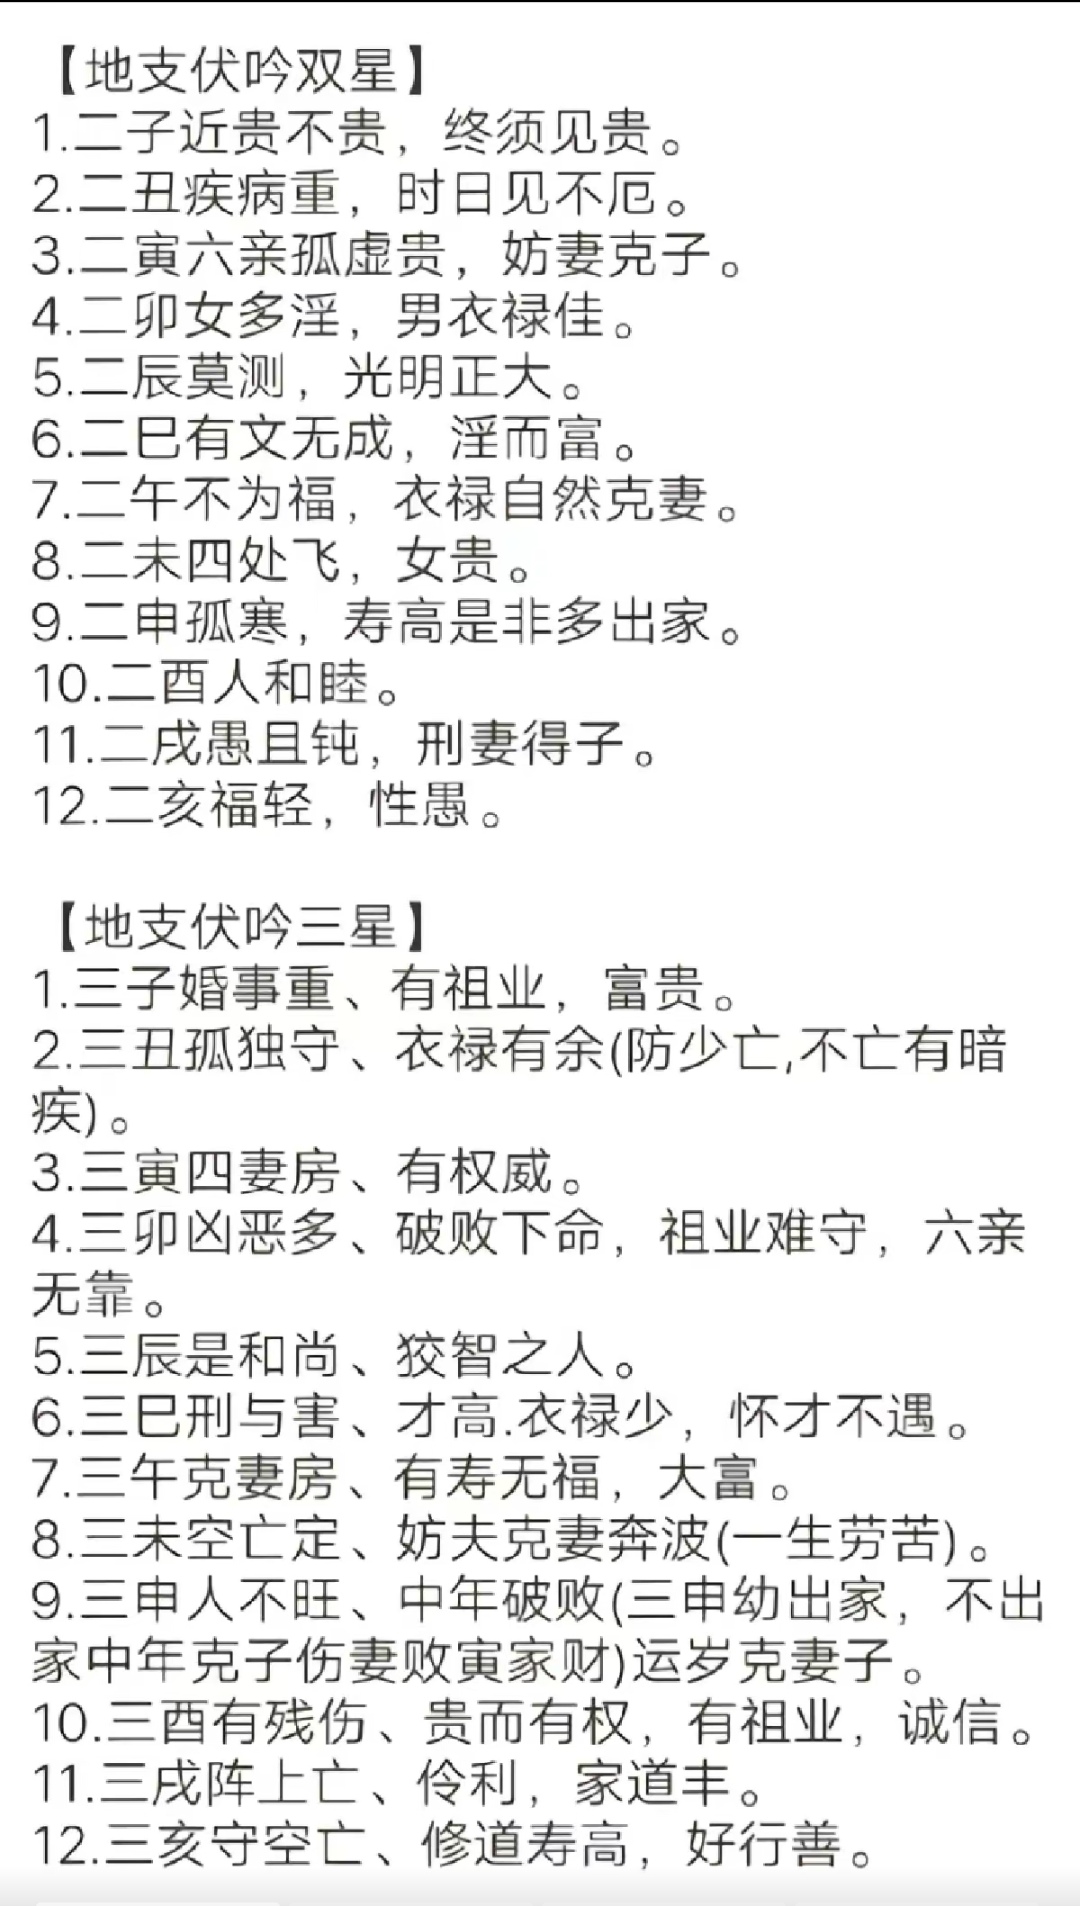 【地支伏吟双星】
1.二子近贵不贵，终须见贵。
2.二丑疾病重，时日见不厄。
3.二寅六亲孤虚贵，妨妻克子。
4.二卯女多淫，男衣禄佳。
5.二辰莫测，光明正大。
6.二巳有文无成，淫而富。
7.二午不为福，衣禄自然克妻。
8.二未四处飞，女贵。
9.二申孤寒，寿高是非多出家。
10.二酉人和睦。
11.二戌愚且钝，刑妻得子。
12.二亥福轻，性愚。
【地支伏吟三星】
1.三子婚事重、有祖业，富贵。
2.三丑孤独守、衣禄有余(防少亡,不亡有暗
疾)。
3.三寅四妻房、有权威。
4.三卯凶恶多、破败下命，祖业难守，六亲
无靠。
5.三辰是和尚、狡智之人。
6.三巳刑与害、才高.衣禄少，怀才不遇。
7.三午克妻房、有寿无福，大富。
8.三未空亡定、妨夫克妻奔波(一生劳苦)。
9.三申人不旺、中年破败(三申幼出家，不出
家中年克子伤妻败寅家财)运岁克妻子。
10.三酉有残伤、贵而有权，有祖业，诚信。
11.三戌阵上亡、伶利，家道丰。
12.三亥守空亡、修道寿高，好行善。